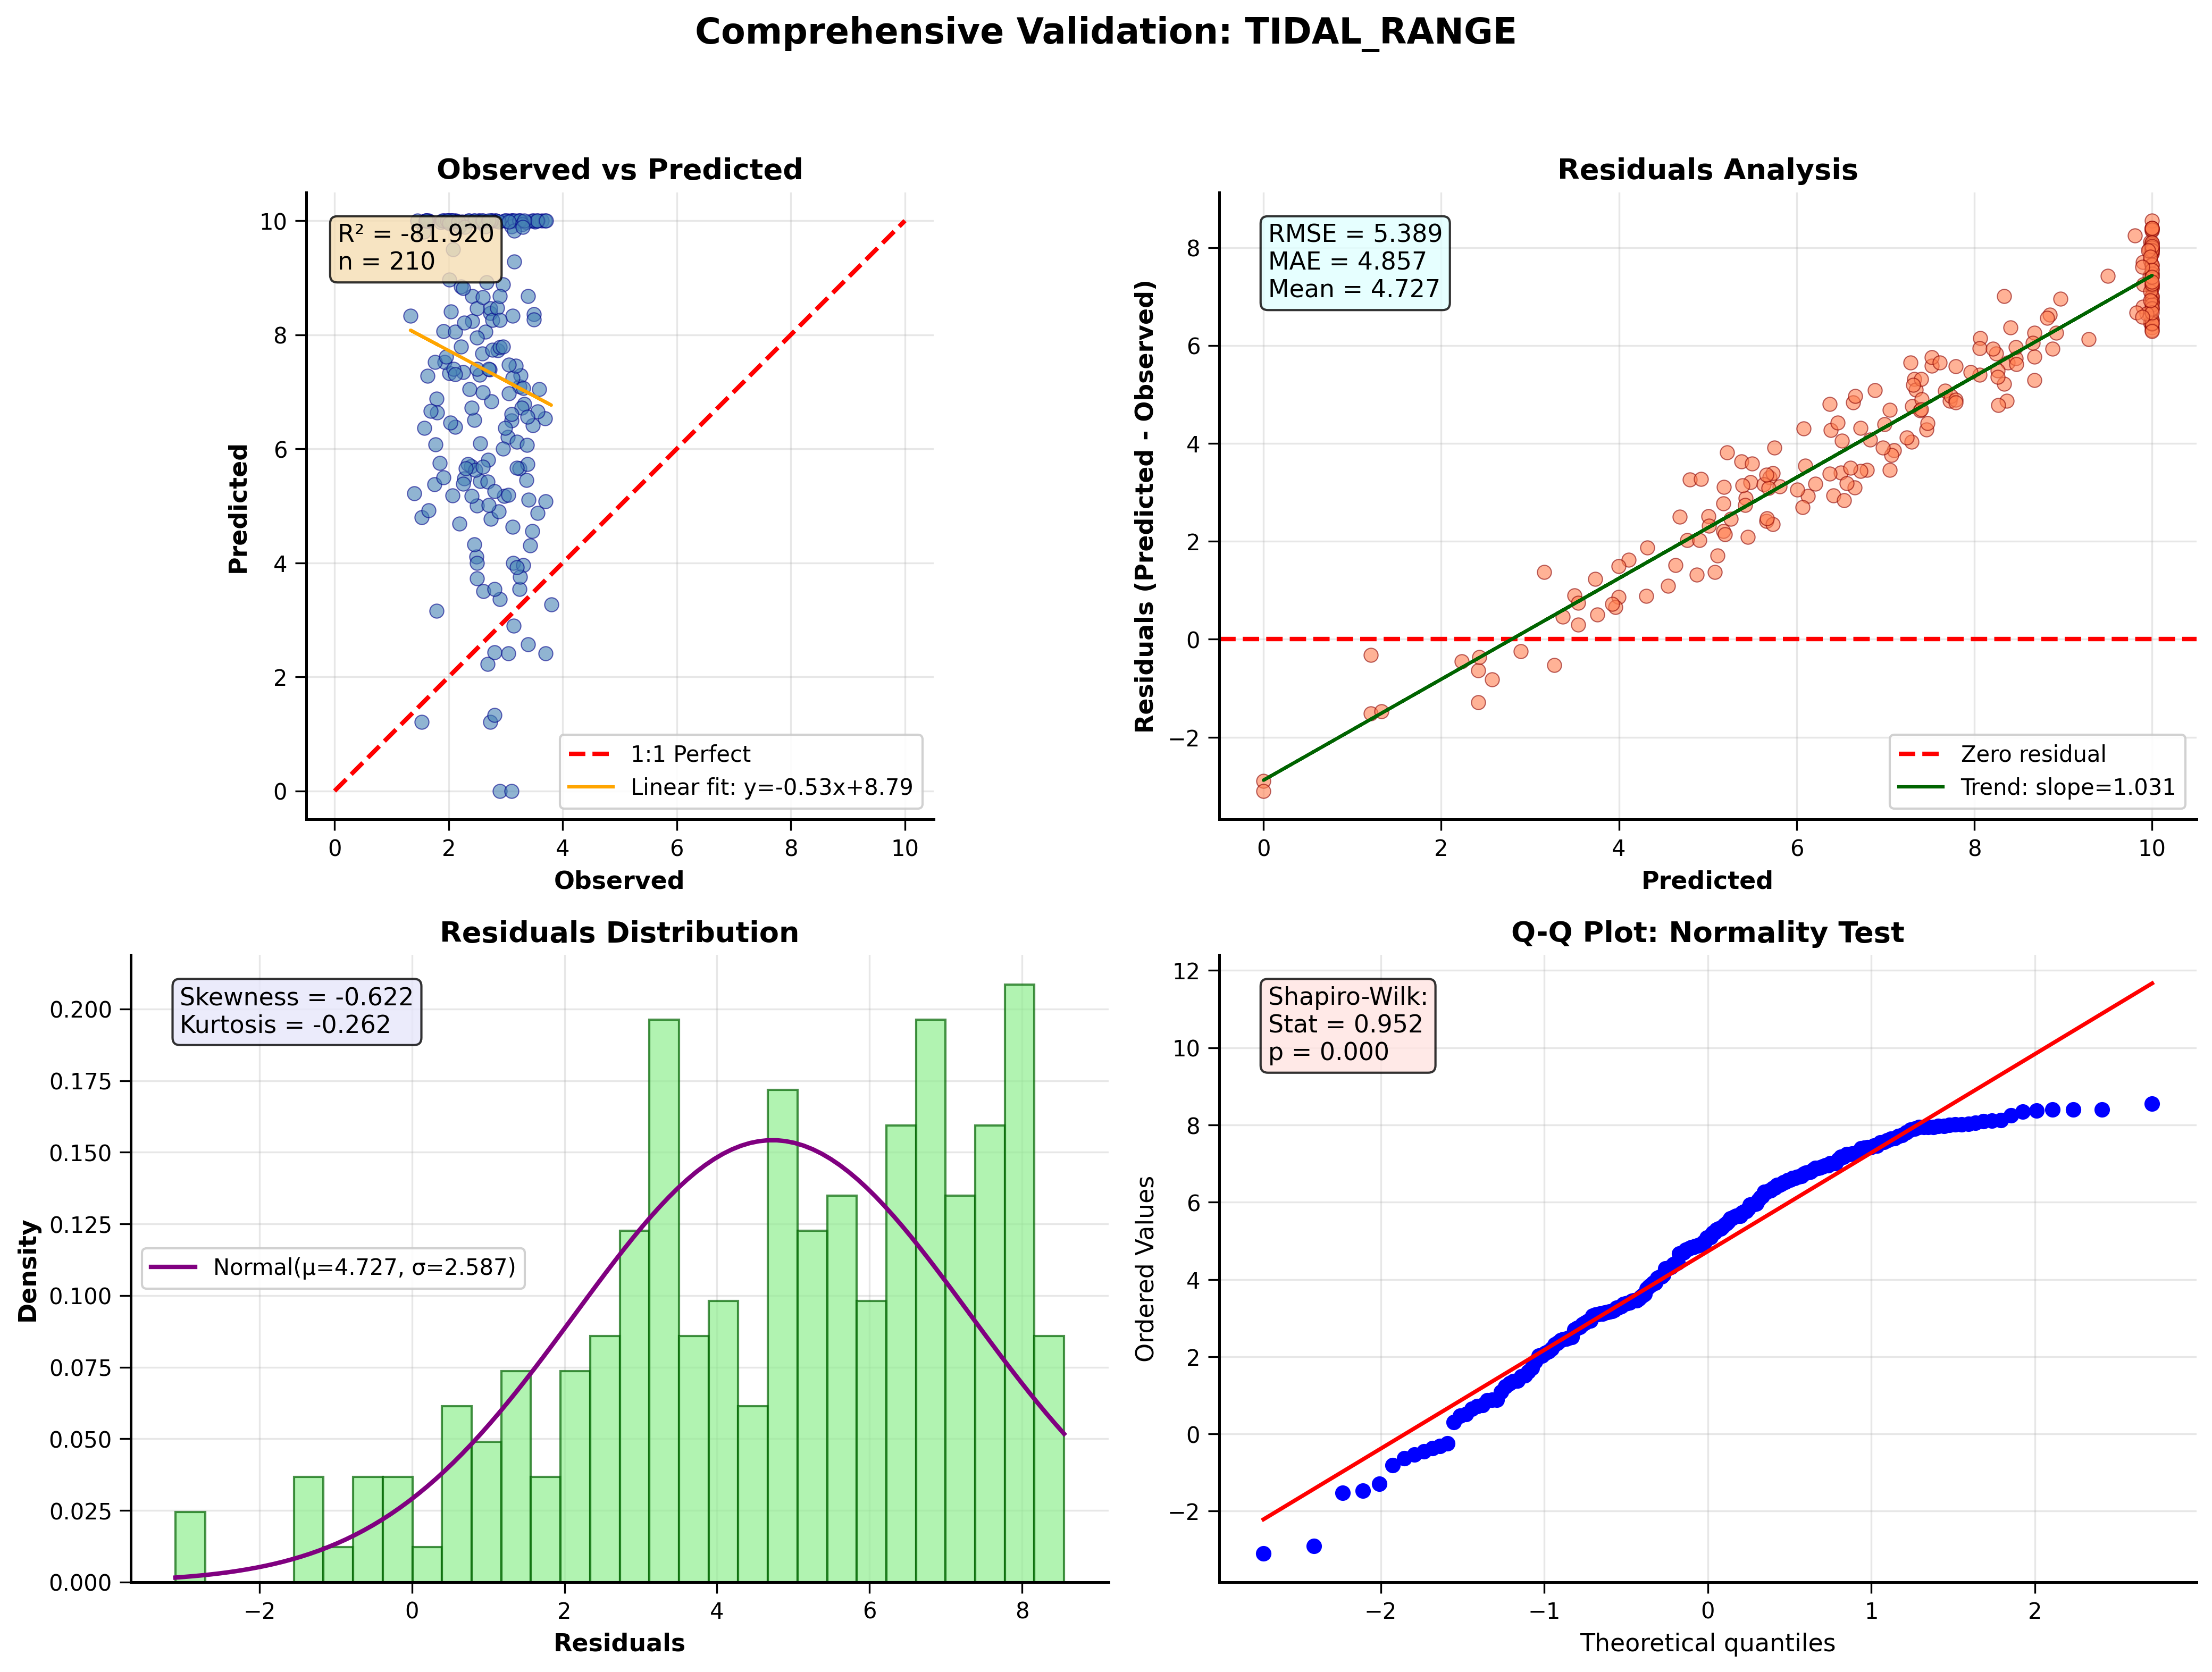 Comprehensive Validation: TIDAL_RANGE
Observed vs Predicted
R² = -81.920
n = 210
10
8
6
4
2
0
Predicted
1:1 Perfect
Linear fit: y=-0.53x+8.79
0 2 4 6 8 10
Observed
Residuals Analysis
RMSE = 5.389
MAE = 4.857
Mean = 4.727
8
6
4
2
0
−2
Residuals (Predicted - Observed)
Zero residual
Trend: slope=1.031
0 2 4 6 8 10
Predicted
Residuals Distribution
Skewness = -0.622
Kurtosis = -0.262
0.200
0.175
0.150
0.125
0.100
0.075
0.050
0.025
0.000
Density
Normal(μ=4.727, σ=2.587)
−2 0 2 4 6 8
Residuals
Q-Q Plot: Normality Test
Shapiro-Wilk:
Stat = 0.952
p = 0.000
12
10
8
6
4
2
0
−2
Ordered Values
−2 −1 0 1 2
Theoretical quantiles